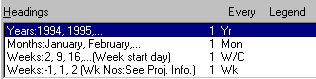 Headings Every Legend
Years:1994, 1995,... 1 Yr
Months:January, February,... 1 Mon
Weeks:2, 9, 16,...(Week start day) 1 W/C
Weeks:-1, 1, 2 (Wk Nos:See Proj. Info.) 1 Wk